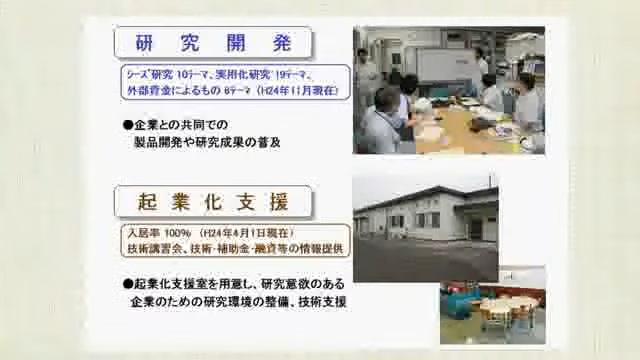 研究開発
ｼｰｽﾞ研究 10ﾃｰﾏ、実用化研究 19ﾃｰﾏ、
外部資金によるもの 6ﾃｰﾏ（H24年11月現在）
●企業との共同での
製品開発や研究成果の普及
起業化支援
入居率 100％（H24年4月1日現在）
技術講習会、技術･補助金･融資等の情報提供
●起業化支援室を用意し、研究意欲のある
企業のための研究環境の整備、技術支援